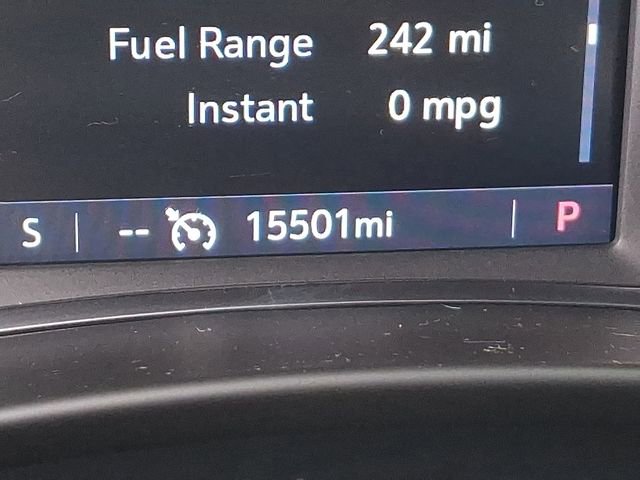 Fuel Range 242 mi
Instant 0 mpg
S -- 15501mi P